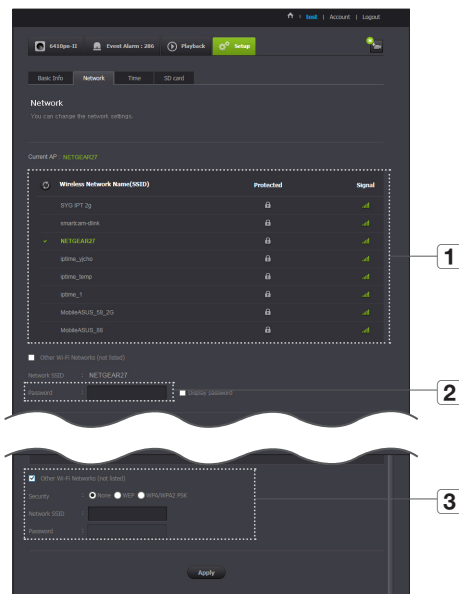 test | Account | Logout
6410pn-II Event Alarm : 286 Playback Setup
Basic Info Network Time SD card
Network
You can change the network settings.
Current AP : NETGEAR27
Wireless Network Name(SSID) Protected Signal
SYG IPT 2g
smartcam-dlink
NETGEAR27
iptime_yjcho
iptime_temp
iptime_1
MobileASUS_50_2G
MobileASUS_88
1
Other Wi-Fi Networks (not listed)
Network SSID : NETGEAR27
Password : Display password
2
Other Wi-Fi Networks (not listed)
Security : None WEP WPA/WPA2 PSK
Network SSID :
Password :
3
Apply